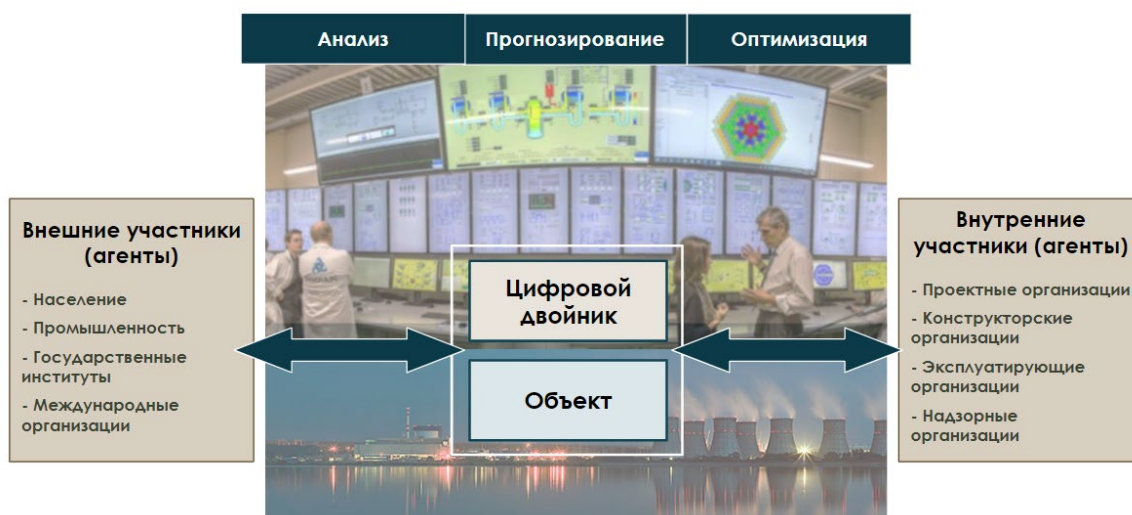 Анализ
Прогнозирование
Оптимизация
Внешние участники
(агенты)
- Население
- Промышленность
- Государственные
институты
- Международные
организации
Цифровой
двойник
Объект
Внутренние
участники (агенты)
- Проектные организации
- Конструкторские
организации
- Эксплуатирующие
организации
- Надзорные
организации